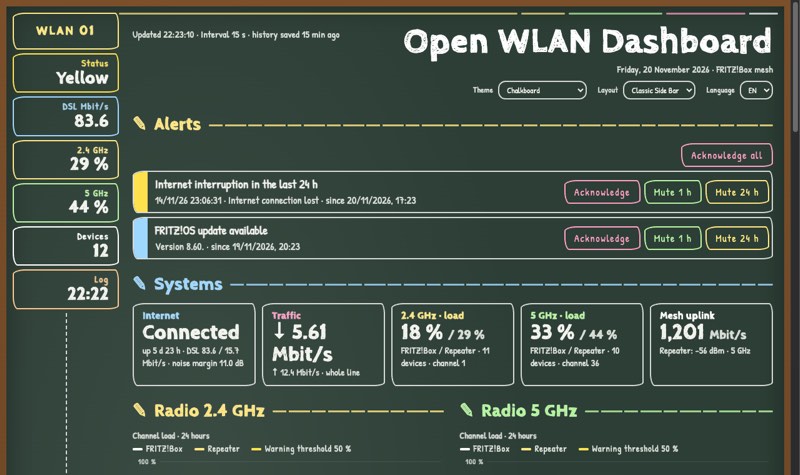 WLAN 01
Status
Yellow
DSL Mbit/s
83.6
2.4 GHz
29 %
5 GHz
44 %
Devices
12
Log
22:22
Updated 22:23:10 · Interval 15 s · history saved 15 min ago
Open WLAN Dashboard
Friday, 20 November 2026 · FRITZ!Box mesh
Theme Chalkboard Layout Classic Side Bar Language EN
Alerts
Acknowledge all
Internet interruption in the last 24 h
14/11/26 23:06:31 · Internet connection lost · since 20/11/2026, 17:23
Acknowledge Mute 1 h Mute 24 h
FRITZ!OS update available
Version 8.60. · since 19/11/2026, 20:23
Acknowledge Mute 1 h Mute 24 h
Systems
Internet
Connected
up 5 d 23 h · DSL 83.6 / 15.7
Mbit/s · noise margin 11.0 dB
Traffic
↓ 5.61
Mbit/s
↑ 12.4 Mbit/s · whole line
2.4 GHz · load
18 % / 29 %
FRITZ!Box / Repeater · 11
devices · channel 1
5 GHz · load
33 % / 44 %
FRITZ!Box / Repeater · 10
devices · channel 36
Mesh uplink
1,201 Mbit/s
Repeater: -56 dBm · 5 GHz
Radio 2.4 GHz
Channel load · 24 hours
FRITZ!Box Repeater Warning threshold 50 %
100 %
Radio 5 GHz
Channel load · 24 hours
FRITZ!Box Repeater Warning threshold 50 %
100 %